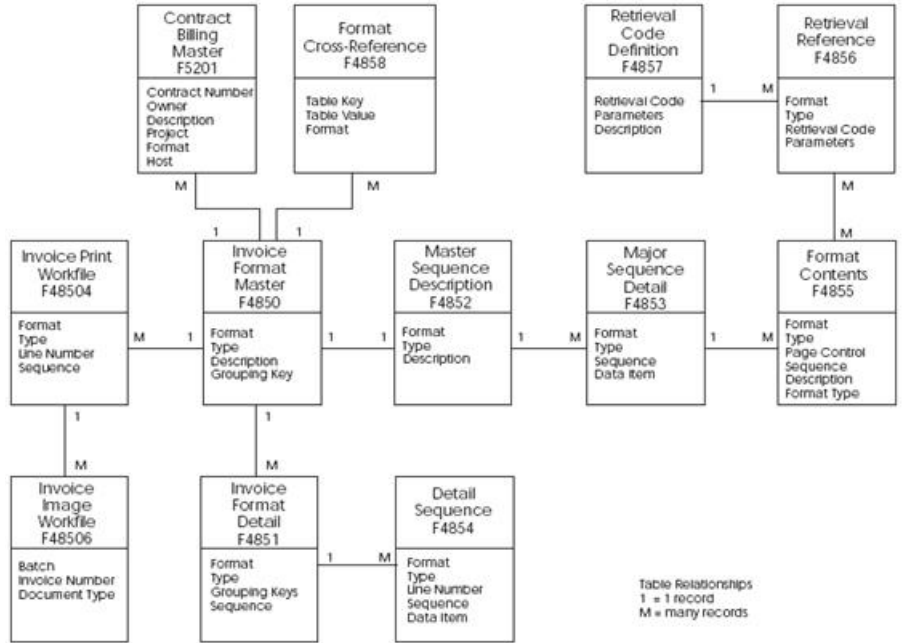 Contract
Billing
Master
F5201
Contract Number
Owner
Description
Project
Format
Host
Format
Cross-Reference
F4858
Table Key
Table Value
Format
Retrieval
Code
Definition
F4857
Retrieval Code
Parameters
Description
1
M
Retrieval
Reference
F4856
Format
Type
Retrieval Code
Parameters
M
M
M
1
1
M
Invoice Print
Workfile
F48504
Format
Type
Line Number
Sequence
M
1
Invoice
Format
Master
F4850
Format
Type
Description
Grouping Key
1
1
Master
Sequence
Description
F4852
Format
Type
Description
1
M
Major
Sequence
Detail
F4853
Format
Type
Sequence
Data Item
1
M
Format
Contents
F4855
Format
Type
Page Control
Sequence
Description
Format Type
1
M
1
M
Invoice
Image
Workfile
F48506
Batch
Invoice Number
Document Type
Invoice
Format
Detail
F4851
Format
Type
Grouping Keys
Sequence
1
M
Detail
Sequence
F4854
Format
Type
Line Number
Sequence
Data Item
Table Relationships
1 = 1 record
M = many records